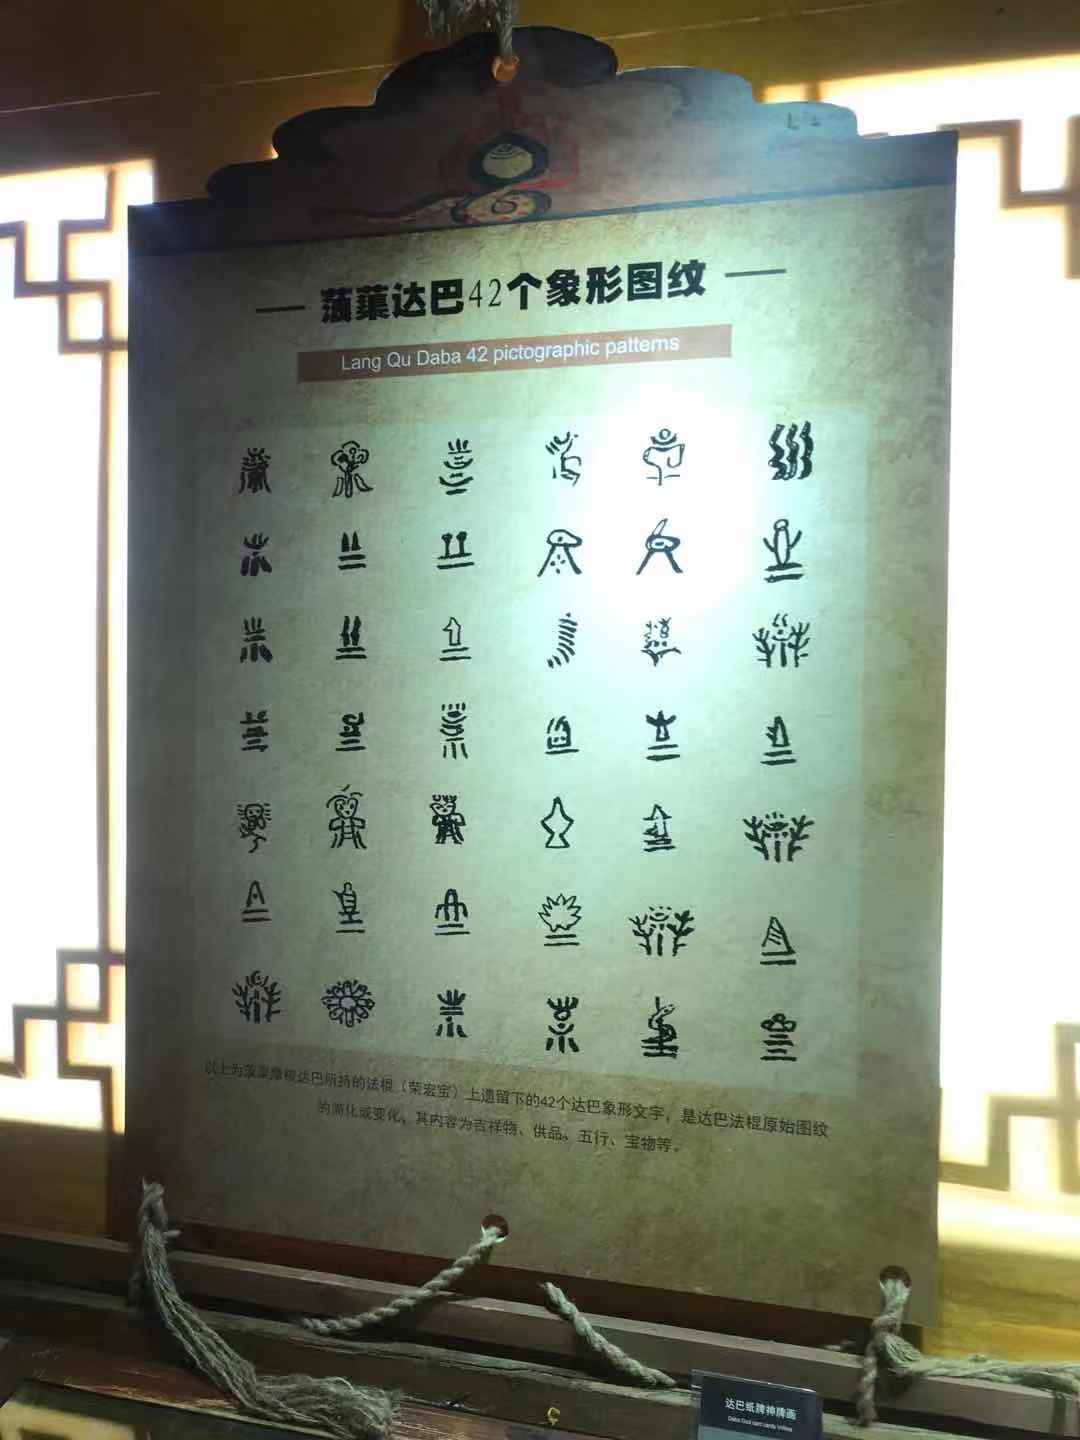 蒗蕖达巴42个象形图纹
Lang Qu Daba 42 pictographic patterns
以上为蒗蕖摩梭达巴所持的法棍（荣宏宝）上遗留下的42个达巴象形文字，是达巴法棍原始图纹
的简化或变化，其内容为吉祥物、供品、五行、宝物等。
达巴纸牌神牌画